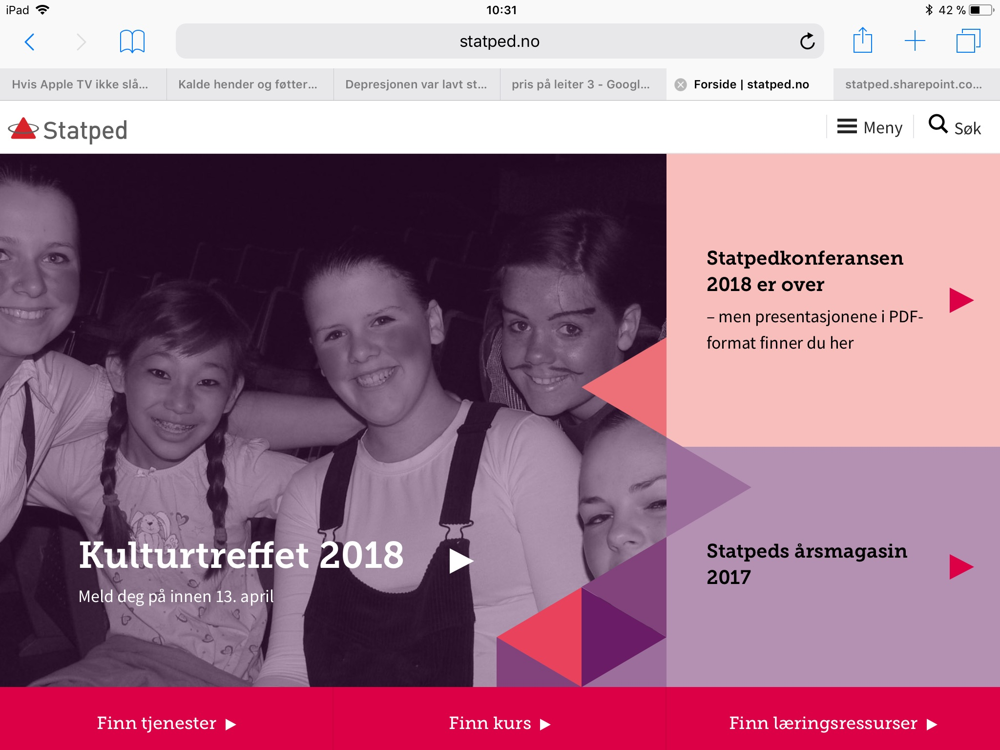 iPad
10:31
42 %
statped.no
Hvis Apple TV ikke slå...
Kalde hender og føtter...
Depresjonen var lavt st...
pris på leiter 3 - Googl...
Forside | statped.no
statped.sharepoint.co...
Statped
Meny
Søk
Statpedkonferansen
2018 er over
– men presentasjonene i PDF-
format finner du her
Kulturtreffet 2018
Meld deg på innen 13. april
Statpeds årsmagasin
2017
Finn tjenester
Finn kurs
Finn læringsressurser